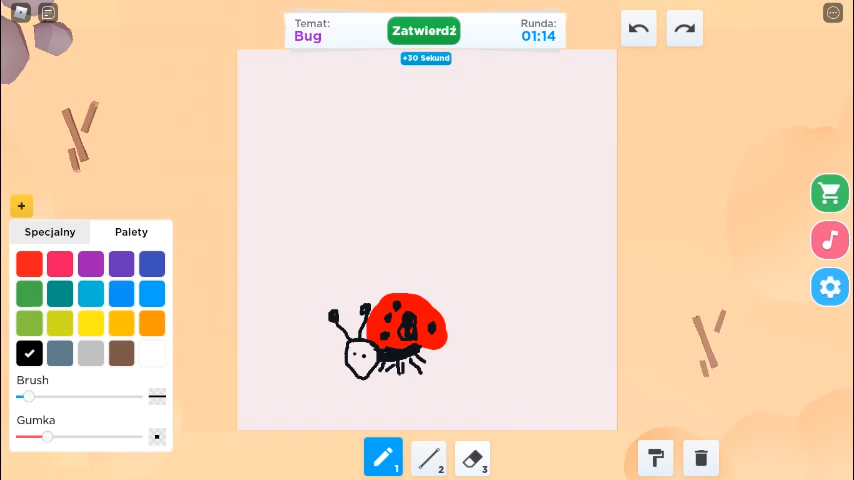 Temat:
Bug
Zatwierdź
Runda:
01:14
+30 Sekund
+
Specjalny
Palety
Brush
Gumka
1
2
3